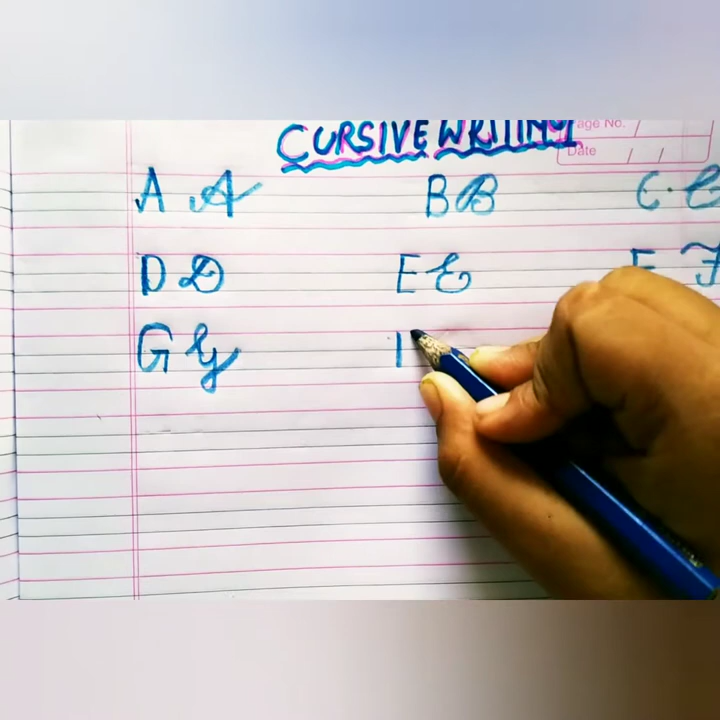 CURSIVE WRITING
Page No.
Date / /
A A B B C. C
D D E E F F
G G I